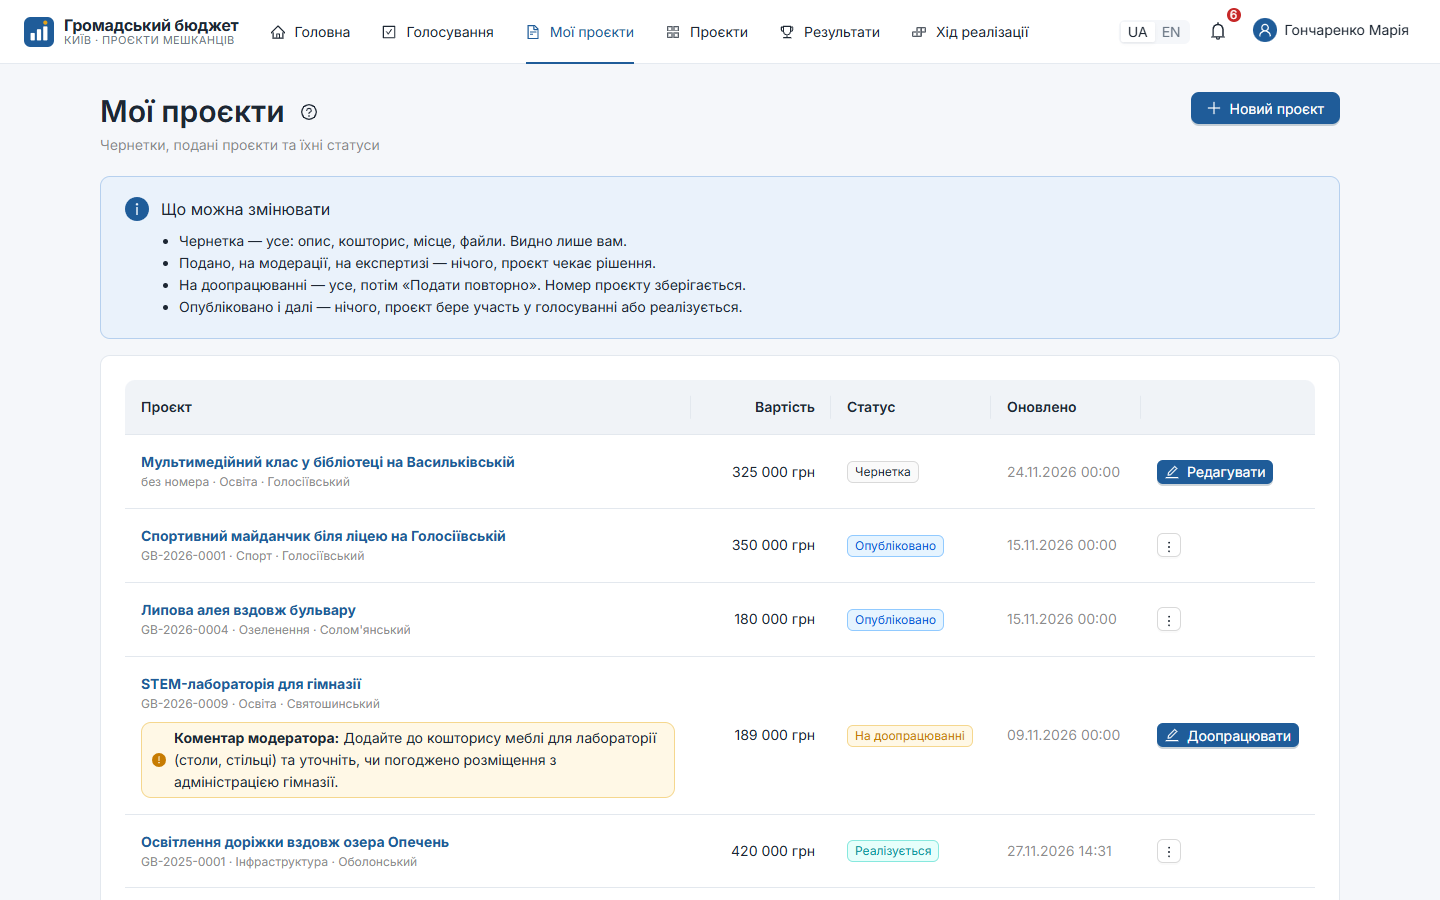 Громадський бюджет
КИЇВ · ПРОЄКТИ МЕШКАНЦІВ
Головна
Голосування
Мої проєкти
Проєкти
Результати
Хід реалізації
UA EN
6
Гончаренко Марія
Мої проєкти
Новий проєкт
Чернетки, подані проєкти та їхні статуси
Що можна змінювати
• Чернетка — усе: опис, кошторис, місце, файли. Видно лише вам.
• Подано, на модерації, на експертизі — нічого, проєкт чекає рішення.
• На доопрацюванні — усе, потім «Подати повторно». Номер проєкту зберігається.
• Опубліковано і далі — нічого, проєкт бере участь у голосуванні або реалізується.
Проєкт Вартість Статус Оновлено
Мультимедійний клас у бібліотеці на Васильківській
без номера · Освіта · Голосіївський
325 000 грн
Чернетка
24.11.2026 00:00
Редагувати
Спортивний майданчик біля ліцею на Голосіївській
GB-2026-0001 · Спорт · Голосіївський
350 000 грн
Опубліковано
15.11.2026 00:00
Липова алея вздовж бульвару
GB-2026-0004 · Озеленення · Солом'янський
180 000 грн
Опубліковано
15.11.2026 00:00
STEM-лабораторія для гімназії
GB-2026-0009 · Освіта · Святошинський
Коментар модератора: Додайте до кошторису меблі для лабораторії
(столи, стільці) та уточніть, чи погоджено розміщення з
адміністрацією гімназії.
189 000 грн
На доопрацюванні
09.11.2026 00:00
Доопрацювати
Освітлення доріжки вздовж озера Опечень
GB-2025-0001 · Інфраструктура · Оболонський
420 000 грн
Реалізується
27.11.2026 14:31